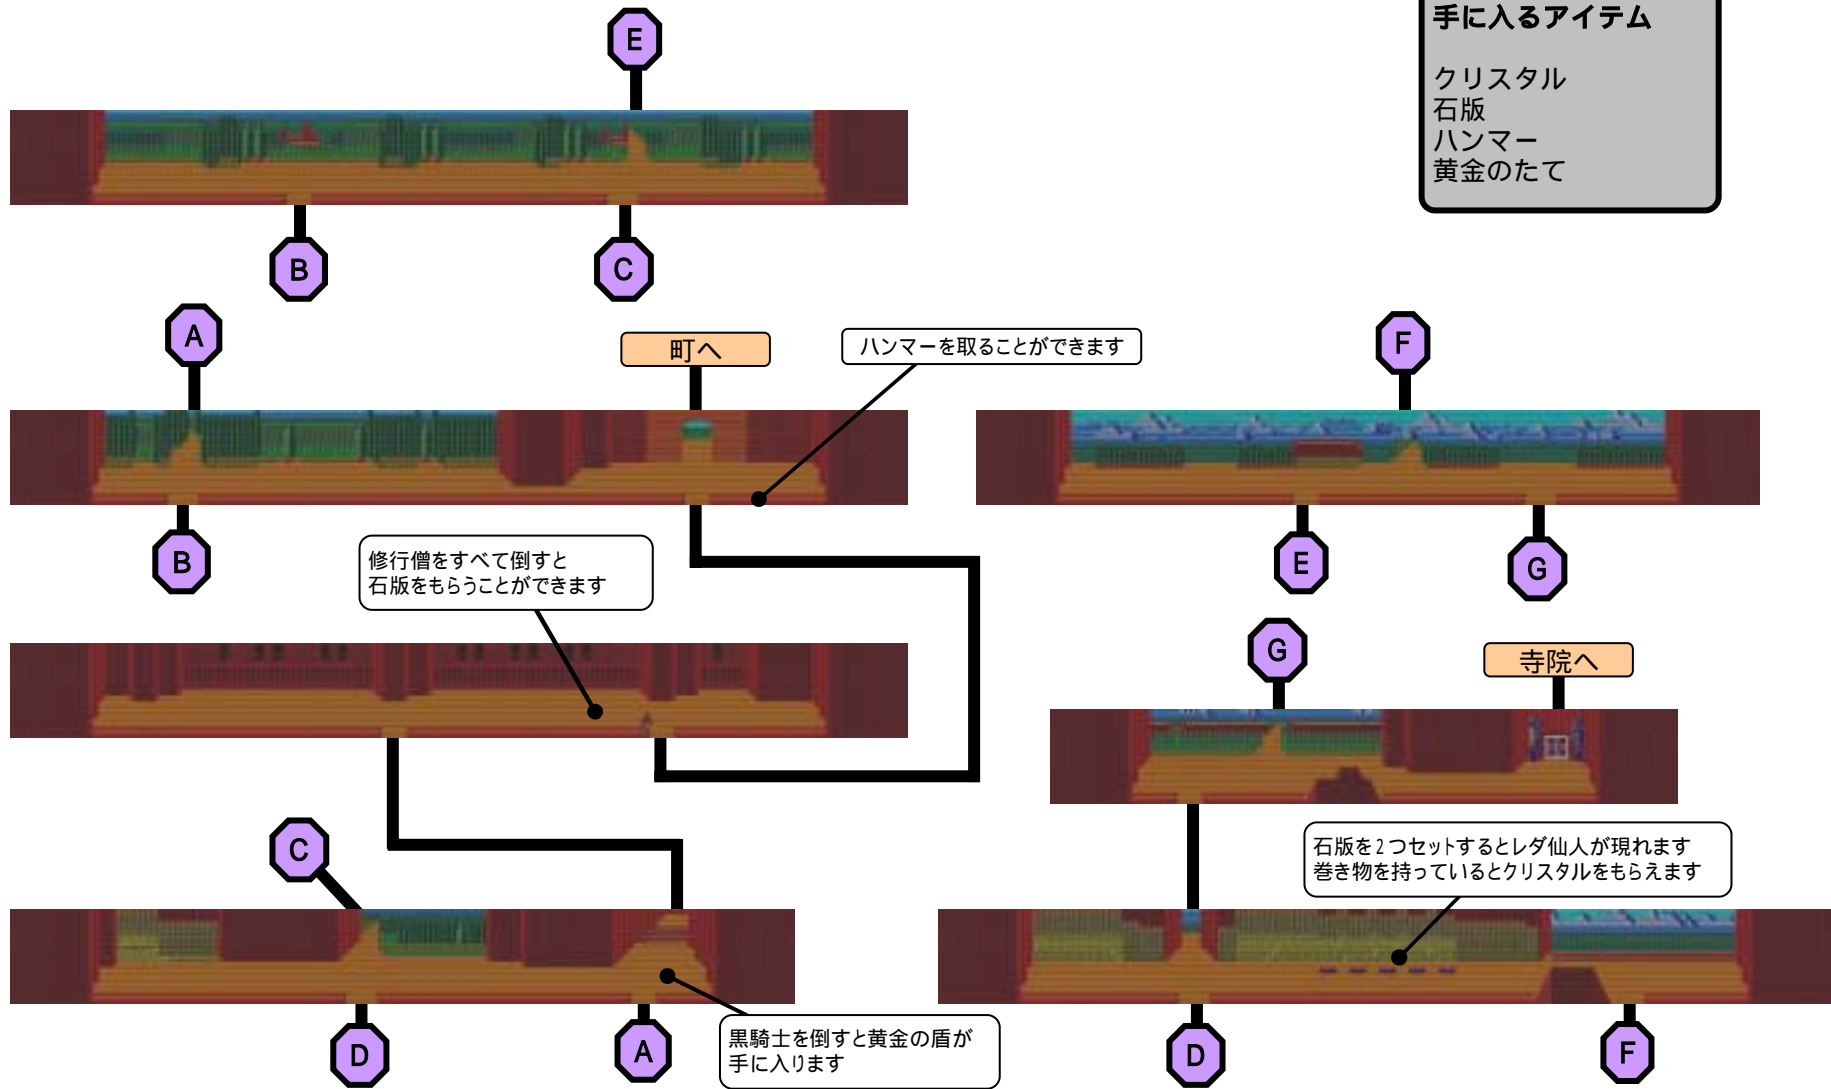 手に入るアイテム
クリスタル
石版
ハンマー
黄金のたて
E
B
C
A
町へ
ハンマーを取ることができます
F
B
修行僧をすべて倒すと
石版をもらうことができます
E
G
G
寺院へ
C
石版を2つセットするとレダ仙人が現れます
巻き物を持っているとクリスタルをもらえます
D
A
黒騎士を倒すと黄金の盾が
手に入ります
D
F